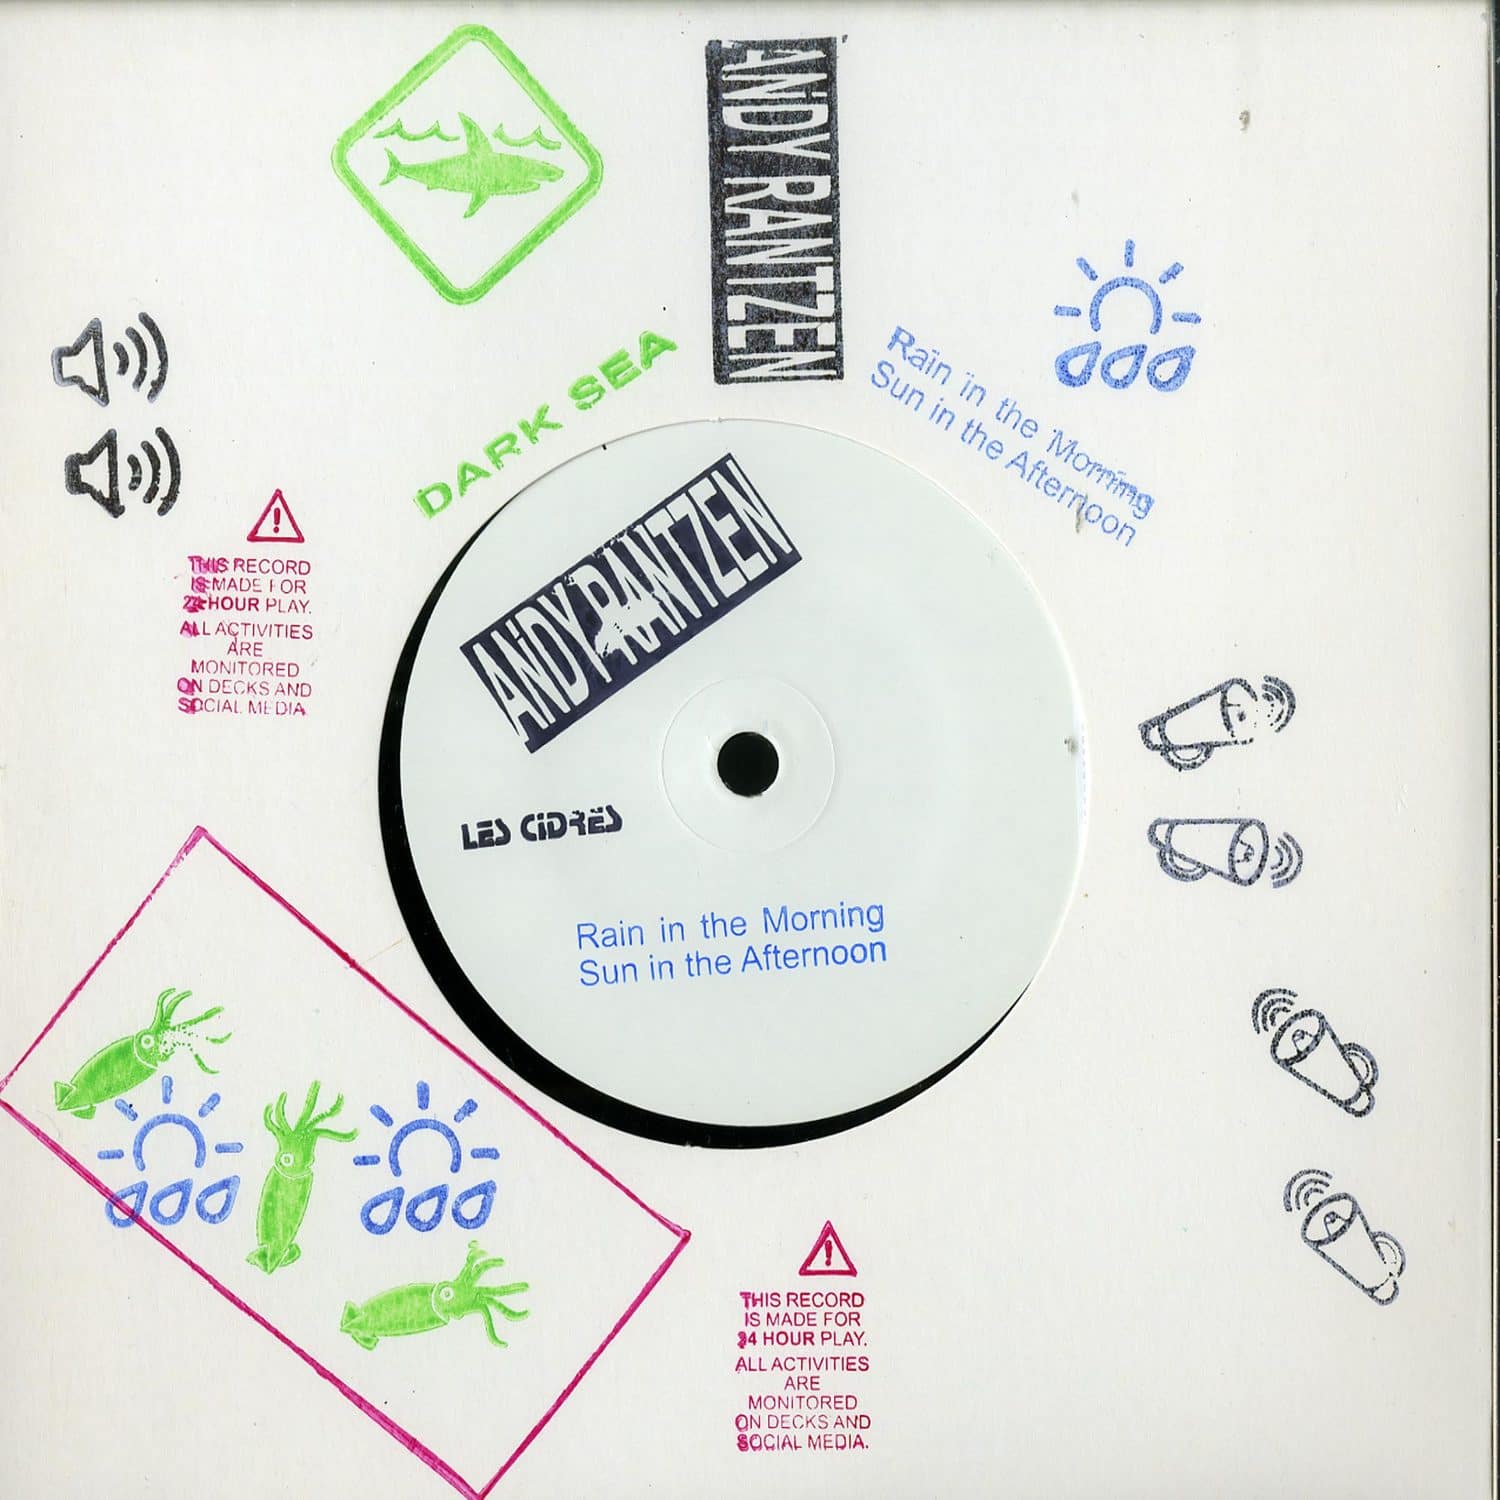 ANDY RANTZEN
DARK SEA
Rain in the Morning
Sun in the Afternoon
THIS RECORD
IS MADE FOR
24 HOUR PLAY.
ALL ACTIVITIES
ARE
MONITORED
ON DECKS AND
SOCIAL MEDIA
ANDY RANTZEN
LES CiDRES
Rain in the Morning
Sun in the Afternoon
THIS RECORD
IS MADE FOR
24 HOUR PLAY.
ALL ACTIVITIES
ARE
MONITORED
ON DECKS AND
SOCIAL MEDIA.